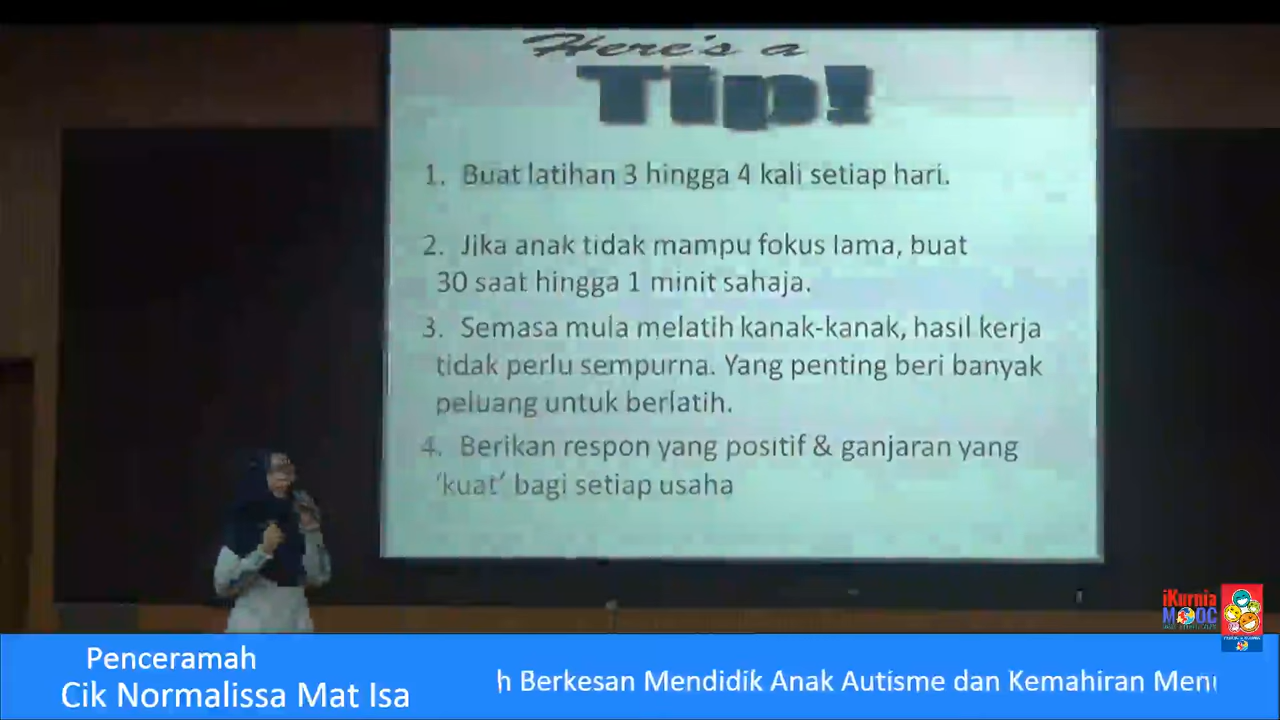 Here's a
Tip!
1. Buat latihan 3 hingga 4 kali setiap hari.
2. Jika anak tidak mampu fokus lama, buat
30 saat hingga 1 minit sahaja.
3. Semasa mula melatih kanak-kanak, hasil kerja
tidak perlu sempurna. Yang penting beri banyak
peluang untuk berlatih.
4. Berikan respon yang positif & ganjaran yang
'kuat' bagi setiap usaha
iKurnia
MOOC
Penceramah
Cik Normalissa Mat Isa
h Berkesan Mendidik Anak Autisme dan Kemahiran Men